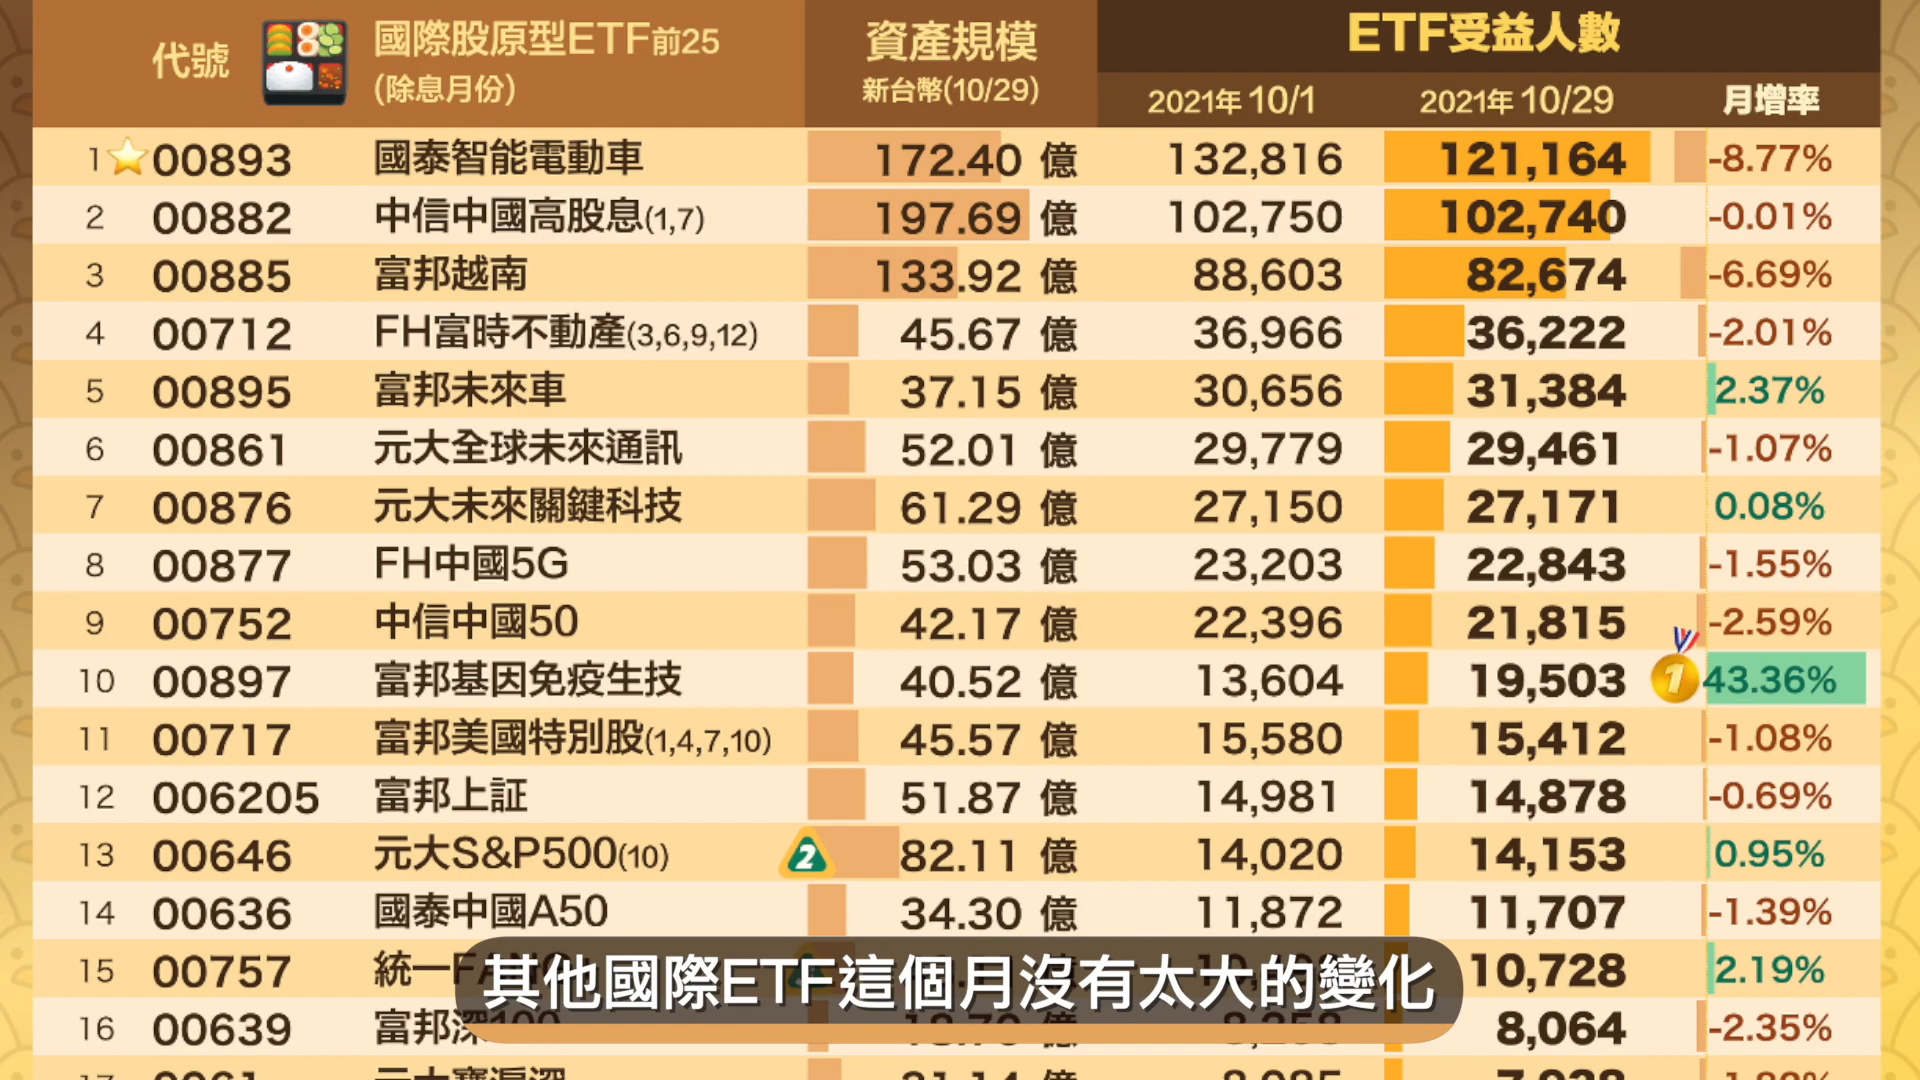 代號 國際股原型ETF前25 (除息月份) 資產規模 新台幣(10/29) ETF受益人數
2021年 10/1 2021年 10/29 月增率
1 00893 國泰智能電動車 172.40 億 132,816 121,164 -8.77%
2 00882 中信中國高股息(1,7) 197.69 億 102,750 102,740 -0.01%
3 00885 富邦越南 133.92 億 88,603 82,674 -6.69%
4 00712 FH富時不動產(3,6,9,12) 45.67 億 36,966 36,222 -2.01%
5 00895 富邦未來車 37.15 億 30,656 31,384 2.37%
6 00861 元大全球未來通訊 52.01 億 29,779 29,461 -1.07%
7 00876 元大未來關鍵科技 61.29 億 27,150 27,171 0.08%
8 00877 FH中國5G 53.03 億 23,203 22,843 -1.55%
9 00752 中信中國50 42.17 億 22,396 21,815 -2.59%
10 00897 富邦基因免疫生技 40.52 億 13,604 19,503 1 43.36%
11 00717 富邦美國特別股(1,4,7,10) 45.57 億 15,580 15,412 -1.08%
12 006205 富邦上証 51.87 億 14,981 14,878 -0.69%
13 00646 元大S&P500(10) 2 82.11 億 14,020 14,153 0.95%
14 00636 國泰中國A50 34.30 億 11,872 11,707 -1.39%
15 00757 統一 10,728 2.19%
其他國際ETF這個月沒有太大的變化
16 00639 富邦深100 8,064 -2.35%